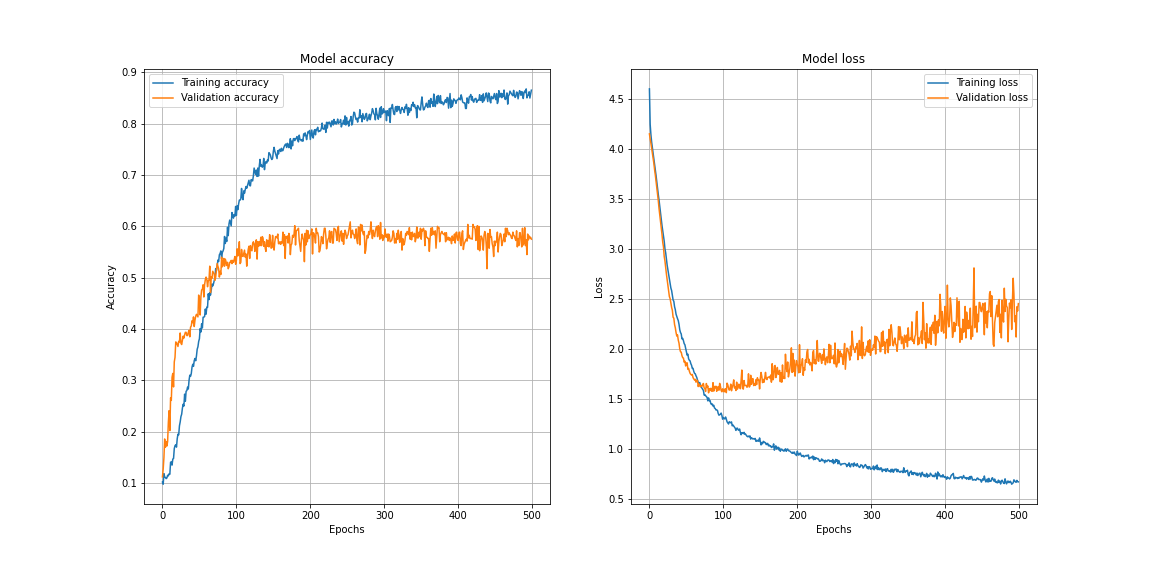 Model accuracy
Training accuracy
Validation accuracy
0.9
0.8
0.7
0.6
0.5
0.4
0.3
0.2
0.1
Accuracy
0 100 200 300 400 500
Epochs
Model loss
Training loss
Validation loss
4.5
4.0
3.5
3.0
2.5
2.0
1.5
1.0
0.5
Loss
0 100 200 300 400 500
Epochs